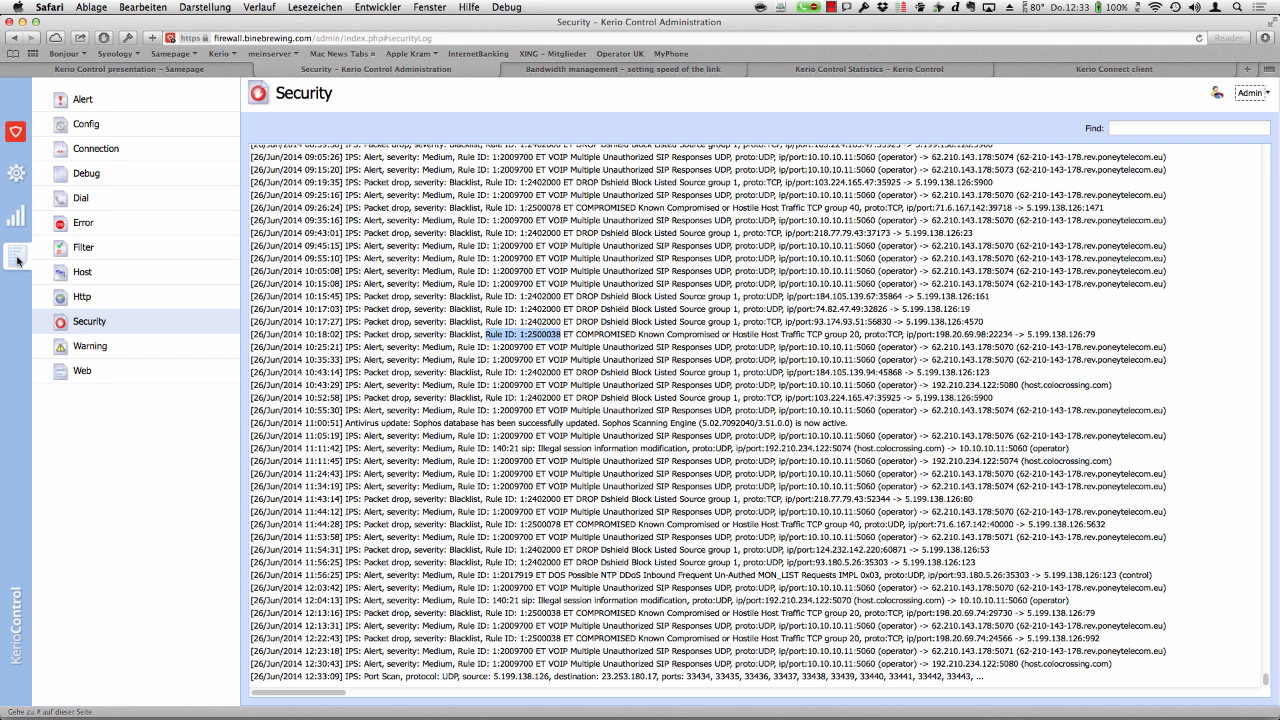 Safari Ablage Bearbeiten Darstellung Verlauf Lesezeichen Entwickler Fenster Hilfe Debug 80° Do.12:33 100%
Security – Kerio Control Administration
https firewall.binebrewing.com/admin/index.php#securityLog Reader
Bonjour Synology Samepage Kerio meinserver Mac News Tabs Apple Kram InternetBanking XING - Mitglieder Operator UK MyPhone
Kerio Control presentation – Samepage Security – Kerio Control Administration Bandwidth management – setting speed of the link Kerio Control Statistics – Kerio Control Kerio Connect client
Alert
Config
Connection
Debug
Dial
Error
Filter
Host
Http
Security
Warning
Web
KerioControl
Security
Admin
Find:
[26/Jun/2014 09:05:26] IPS: Alert, severity: Medium, Rule ID: 1:2009700 ET VOIP Multiple Unauthorized SIP Responses UDP, proto:UDP, ip/port:10.10.10.11:5060 (operator) -> 62.210.143.178:5074 (62-210-143-178.rev.poneytelecom.eu)
[26/Jun/2014 09:15:20] IPS: Alert, severity: Medium, Rule ID: 1:2009700 ET VOIP Multiple Unauthorized SIP Responses UDP, proto:UDP, ip/port:10.10.10.11:5060 (operator) -> 62.210.143.178:5073 (62-210-143-178.rev.poneytelecom.eu)
[26/Jun/2014 09:19:35] IPS: Packet drop, severity: Blacklist, Rule ID: 1:2402000 ET DROP Dshield Block Listed Source group 1, proto:TCP, ip/port:103.224.165.47:35925 -> 5.199.138.126:5900
[26/Jun/2014 09:25:16] IPS: Alert, severity: Medium, Rule ID: 1:2009700 ET VOIP Multiple Unauthorized SIP Responses UDP, proto:UDP, ip/port:10.10.10.11:5060 (operator) -> 62.210.143.178:5070 (62-210-143-178.rev.poneytelecom.eu)
[26/Jun/2014 09:26:24] IPS: Packet drop, severity: Blacklist, Rule ID: 1:2500078 ET COMPROMISED Known Compromised or Hostile Host Traffic TCP group 40, proto:TCP, ip/port:71.6.167.142:39718 -> 5.199.138.126:1471
[26/Jun/2014 09:35:16] IPS: Alert, severity: Medium, Rule ID: 1:2009700 ET VOIP Multiple Unauthorized SIP Responses UDP, proto:UDP, ip/port:10.10.10.11:5060 (operator) -> 62.210.143.178:5073 (62-210-143-178.rev.poneytelecom.eu)
[26/Jun/2014 09:43:01] IPS: Packet drop, severity: Blacklist, Rule ID: 1:2402000 ET DROP Dshield Block Listed Source group 1, proto:TCP, ip/port:218.77.79.43:37173 -> 5.199.138.126:23
[26/Jun/2014 09:45:15] IPS: Alert, severity: Medium, Rule ID: 1:2009700 ET VOIP Multiple Unauthorized SIP Responses UDP, proto:UDP, ip/port:10.10.10.11:5060 (operator) -> 62.210.143.178:5070 (62-210-143-178.rev.poneytelecom.eu)
[26/Jun/2014 09:55:10] IPS: Alert, severity: Medium, Rule ID: 1:2009700 ET VOIP Multiple Unauthorized SIP Responses UDP, proto:UDP, ip/port:10.10.10.11:5060 (operator) -> 62.210.143.178:5070 (62-210-143-178.rev.poneytelecom.eu)
[26/Jun/2014 10:05:08] IPS: Alert, severity: Medium, Rule ID: 1:2009700 ET VOIP Multiple Unauthorized SIP Responses UDP, proto:UDP, ip/port:10.10.10.11:5060 (operator) -> 62.210.143.178:5071 (62-210-143-178.rev.poneytelecom.eu)
[26/Jun/2014 10:15:08] IPS: Alert, severity: Medium, Rule ID: 1:2009700 ET VOIP Multiple Unauthorized SIP Responses UDP, proto:UDP, ip/port:10.10.10.11:5060 (operator) -> 62.210.143.178:5074 (62-210-143-178.rev.poneytelecom.eu)
[26/Jun/2014 10:15:45] IPS: Packet drop, severity: Blacklist, Rule ID: 1:2402000 ET DROP Dshield Block Listed Source group 1, proto:UDP, ip/port:184.105.139.67:35864 -> 5.199.138.126:161
[26/Jun/2014 10:17:03] IPS: Packet drop, severity: Blacklist, Rule ID: 1:2402000 ET DROP Dshield Block Listed Source group 1, proto:UDP, ip/port:74.82.47.49:32826 -> 5.199.138.126:19
[26/Jun/2014 10:17:27] IPS: Packet drop, severity: Blacklist, Rule ID: 1:2402000 ET DROP Dshield Block Listed Source group 1, proto:TCP, ip/port:93.174.93.51:56830 -> 5.199.138.126:4570
[26/Jun/2014 10:18:02] IPS: Packet drop, severity: Blacklist, Rule ID: 1:2500038 ET COMPROMISED Known Compromised or Hostile Host Traffic TCP group 20, proto:TCP, ip/port:198.20.69.98:22234 -> 5.199.138.126:79
[26/Jun/2014 10:25:21] IPS: Alert, severity: Medium, Rule ID: 1:2009700 ET VOIP Multiple Unauthorized SIP Responses UDP, proto:UDP, ip/port:10.10.10.11:5060 (operator) -> 62.210.143.178:5070 (62-210-143-178.rev.poneytelecom.eu)
[26/Jun/2014 10:35:33] IPS: Alert, severity: Medium, Rule ID: 1:2009700 ET VOIP Multiple Unauthorized SIP Responses UDP, proto:UDP, ip/port:10.10.10.11:5060 (operator) -> 62.210.143.178:5071 (62-210-143-178.rev.poneytelecom.eu)
[26/Jun/2014 10:43:14] IPS: Packet drop, severity: Blacklist, Rule ID: 1:2402000 ET DROP Dshield Block Listed Source group 1, proto:UDP, ip/port:184.105.139.94:45868 -> 5.199.138.126:123
[26/Jun/2014 10:43:29] IPS: Alert, severity: Medium, Rule ID: 1:2009700 ET VOIP Multiple Unauthorized SIP Responses UDP, proto:UDP, ip/port:10.10.10.11:5060 (operator) -> 192.210.234.122:5080 (host.colocrossing.com)
[26/Jun/2014 10:52:58] IPS: Packet drop, severity: Blacklist, Rule ID: 1:2402000 ET DROP Dshield Block Listed Source group 1, proto:TCP, ip/port:103.224.165.47:35925 -> 5.199.138.126:5900
[26/Jun/2014 10:55:30] IPS: Alert, severity: Medium, Rule ID: 1:2009700 ET VOIP Multiple Unauthorized SIP Responses UDP, proto:UDP, ip/port:10.10.10.11:5060 (operator) -> 62.210.143.178:5074 (62-210-143-178.rev.poneytelecom.eu)
[26/Jun/2014 11:00:51] Antivirus update: Sophos database has been successfully updated. Sophos Scanning Engine (5.02.7092040/3.51.0.0) is now active.
[26/Jun/2014 11:05:19] IPS: Alert, severity: Medium, Rule ID: 1:2009700 ET VOIP Multiple Unauthorized SIP Responses UDP, proto:UDP, ip/port:10.10.10.11:5060 (operator) -> 62.210.143.178:5076 (62-210-143-178.rev.poneytelecom.eu)
[26/Jun/2014 11:11:42] IPS: Alert, severity: Medium, Rule ID: 140:21 sip: Illegal session information modification, proto:UDP, ip/port:192.210.234.122:5074 (host.colocrossing.com) -> 10.10.10.11:5060 (operator)
[26/Jun/2014 11:11:45] IPS: Alert, severity: Medium, Rule ID: 1:2009700 ET VOIP Multiple Unauthorized SIP Responses UDP, proto:UDP, ip/port:10.10.10.11:5060 (operator) -> 192.210.234.122:5074 (host.colocrossing.com)
[26/Jun/2014 11:24:43] IPS: Alert, severity: Medium, Rule ID: 1:2009700 ET VOIP Multiple Unauthorized SIP Responses UDP, proto:UDP, ip/port:10.10.10.11:5060 (operator) -> 62.210.143.178:5071 (62-210-143-178.rev.poneytelecom.eu)
[26/Jun/2014 11:34:19] IPS: Alert, severity: Medium, Rule ID: 1:2009700 ET VOIP Multiple Unauthorized SIP Responses UDP, proto:UDP, ip/port:10.10.10.11:5060 (operator) -> 62.210.143.178:5074 (62-210-143-178.rev.poneytelecom.eu)
[26/Jun/2014 11:43:14] IPS: Packet drop, severity: Blacklist, Rule ID: 1:2402000 ET DROP Dshield Block Listed Source group 1, proto:TCP, ip/port:218.77.79.43:52344 -> 5.199.138.126:80
[26/Jun/2014 11:44:12] IPS: Alert, severity: Medium, Rule ID: 1:2009700 ET VOIP Multiple Unauthorized SIP Responses UDP, proto:UDP, ip/port:10.10.10.11:5060 (operator) -> 62.210.143.178:5070 (62-210-143-178.rev.poneytelecom.eu)
[26/Jun/2014 11:44:28] IPS: Packet drop, severity: Blacklist, Rule ID: 1:2500078 ET COMPROMISED Known Compromised or Hostile Host Traffic TCP group 40, proto:UDP, ip/port:71.6.167.142:40000 -> 5.199.138.126:5632
[26/Jun/2014 11:53:58] IPS: Alert, severity: Medium, Rule ID: 1:2009700 ET VOIP Multiple Unauthorized SIP Responses UDP, proto:UDP, ip/port:10.10.10.11:5060 (operator) -> 62.210.143.178:5071 (62-210-143-178.rev.poneytelecom.eu)
[26/Jun/2014 11:54:31] IPS: Packet drop, severity: Blacklist, Rule ID: 1:2402000 ET DROP Dshield Block Listed Source group 1, proto:UDP, ip/port:124.232.142.220:60871 -> 5.199.138.126:53
[26/Jun/2014 11:56:25] IPS: Packet drop, severity: Blacklist, Rule ID: 1:2402000 ET DROP Dshield Block Listed Source group 1, proto:UDP, ip/port:93.180.5.26:35303 -> 5.199.138.126:123
[26/Jun/2014 11:56:25] IPS: Alert, severity: Medium, Rule ID: 1:2017919 ET DOS Possible NTP DDoS Inbound Frequent Un-Authed MON_LIST Requests IMPL 0x03, proto:UDP, ip/port:93.180.5.26:35303 -> 5.199.138.126:123 (control)
[26/Jun/2014 12:03:42] IPS: Alert, severity: Medium, Rule ID: 1:2009700 ET VOIP Multiple Unauthorized SIP Responses UDP, proto:UDP, ip/port:10.10.10.11:5060 (operator) -> 62.210.143.178:5070 (62-210-143-178.rev.poneytelecom.eu)
[26/Jun/2014 12:04:13] IPS: Alert, severity: Medium, Rule ID: 140:21 sip: Illegal session information modification, proto:UDP, ip/port:192.210.234.122:5070 (host.colocrossing.com) -> 10.10.10.11:5060 (operator)
[26/Jun/2014 12:13:16] IPS: Packet drop, severity: Blacklist, Rule ID: 1:2500038 ET COMPROMISED Known Compromised or Hostile Host Traffic TCP group 20, proto:TCP, ip/port:198.20.69.74:29730 -> 5.199.138.126:79
[26/Jun/2014 12:13:31] IPS: Alert, severity: Medium, Rule ID: 1:2009700 ET VOIP Multiple Unauthorized SIP Responses UDP, proto:UDP, ip/port:10.10.10.11:5060 (operator) -> 62.210.143.178:5070 (62-210-143-178.rev.poneytelecom.eu)
[26/Jun/2014 12:22:43] IPS: Packet drop, severity: Blacklist, Rule ID: 1:2500038 ET COMPROMISED Known Compromised or Hostile Host Traffic TCP group 20, proto:TCP, ip/port:198.20.69.74:24566 -> 5.199.138.126:992
[26/Jun/2014 12:23:18] IPS: Alert, severity: Medium, Rule ID: 1:2009700 ET VOIP Multiple Unauthorized SIP Responses UDP, proto:UDP, ip/port:10.10.10.11:5060 (operator) -> 62.210.143.178:5071 (62-210-143-178.rev.poneytelecom.eu)
[26/Jun/2014 12:30:43] IPS: Alert, severity: Medium, Rule ID: 1:2009700 ET VOIP Multiple Unauthorized SIP Responses UDP, proto:UDP, ip/port:10.10.10.11:5060 (operator) -> 192.210.234.122:5080 (host.colocrossing.com)
[26/Jun/2014 12:33:09] IPS: Port Scan, protocol: UDP, source: 5.199.138.126, destination: 23.253.180.17, ports: 33434, 33435, 33436, 33437, 33438, 33439, 33440, 33441, 33442, 33443, ...
Gehe zu # auf dieser Seite